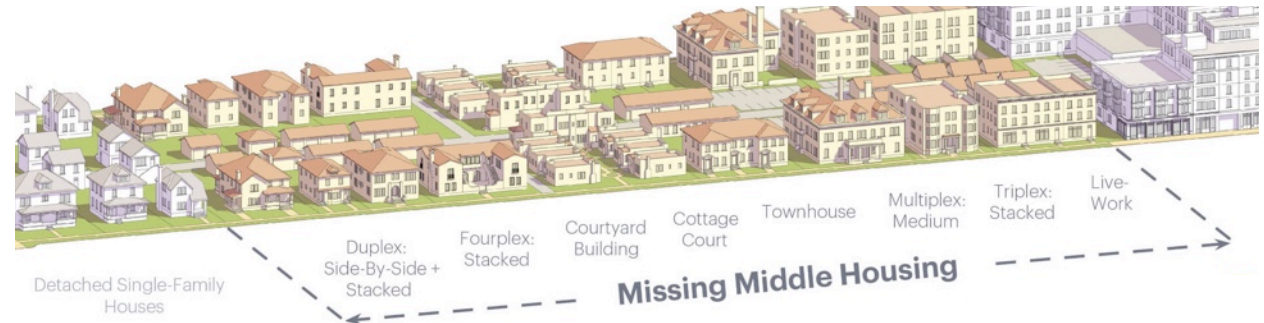 Detached Single-Family
Houses
Duplex:
Side-By-Side +
Stacked
Fourplex:
Stacked
Courtyard
Building
Cottage
Court
Townhouse
Multiplex:
Medium
Triplex:
Stacked
Live-
Work
Missing Middle Housing